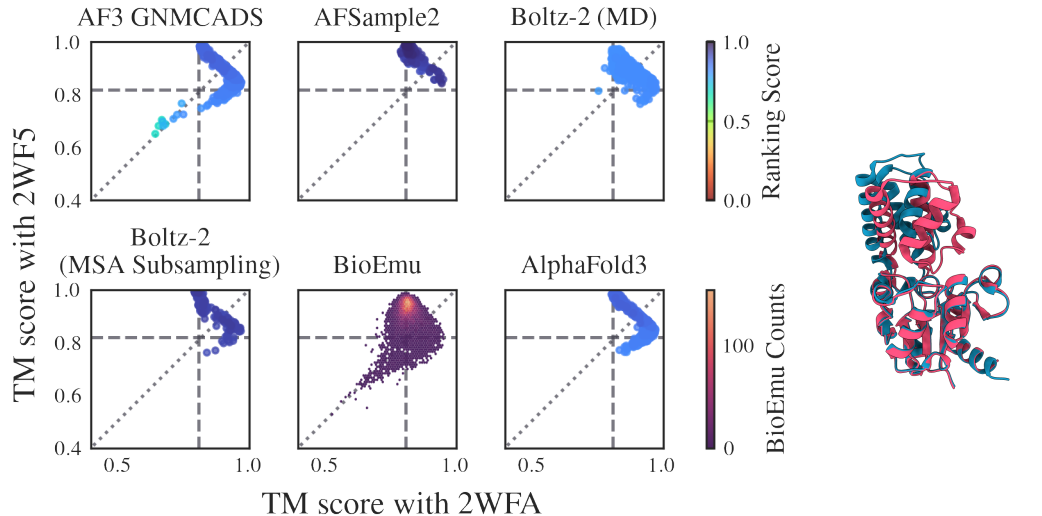 AF3 GNMCADS
AFSample2
Boltz-2 (MD)
1.0
0.8
0.6
0.4
1.0
0.5
0.0
Ranking Score
TM score with 2WF5
Boltz-2
(MSA Subsampling)
BioEmu
AlphaFold3
1.0
0.8
0.6
0.4
0.5
1.0
0.5
1.0
0.5
1.0
100
0
BioEmu Counts
TM score with 2WFA